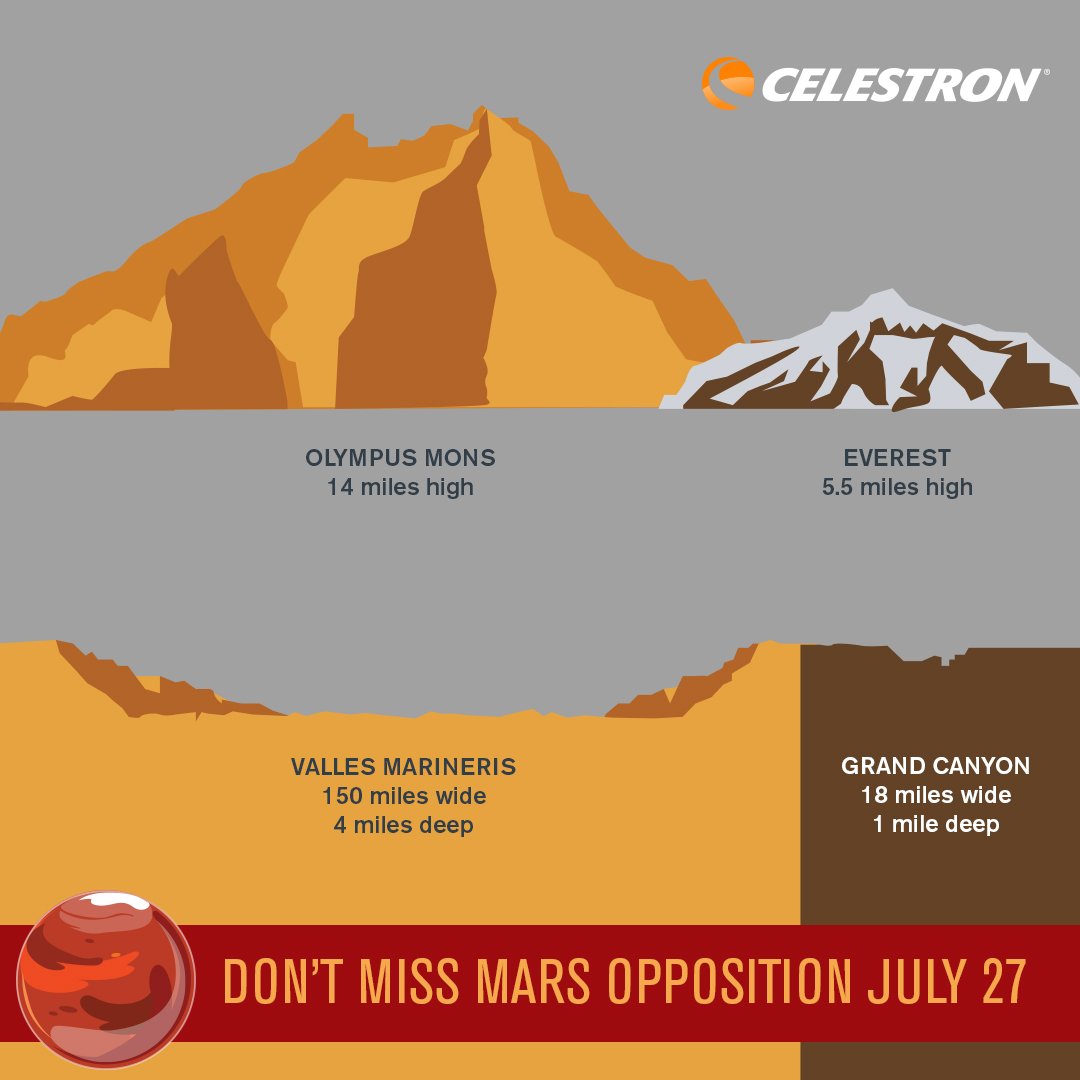 CELESTRON®
OLYMPUS MONS
14 miles high
EVEREST
5.5 miles high
VALLES MARINERIS
150 miles wide
4 miles deep
GRAND CANYON
18 miles wide
1 mile deep
DON'T MISS MARS OPPOSITION JULY 27